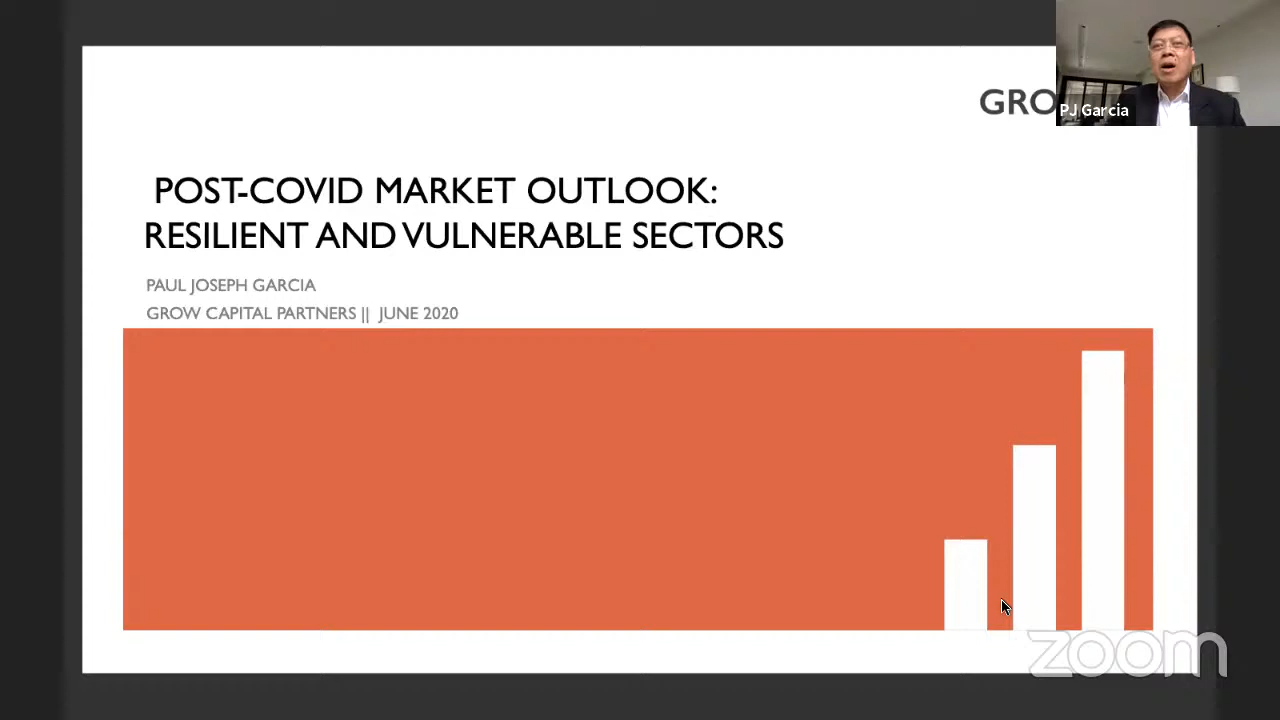 GRO
PJ Garcia
POST-COVID MARKET OUTLOOK:
RESILIENT AND VULNERABLE SECTORS
PAUL JOSEPH GARCIA
GROW CAPITAL PARTNERS || JUNE 2020
zoom